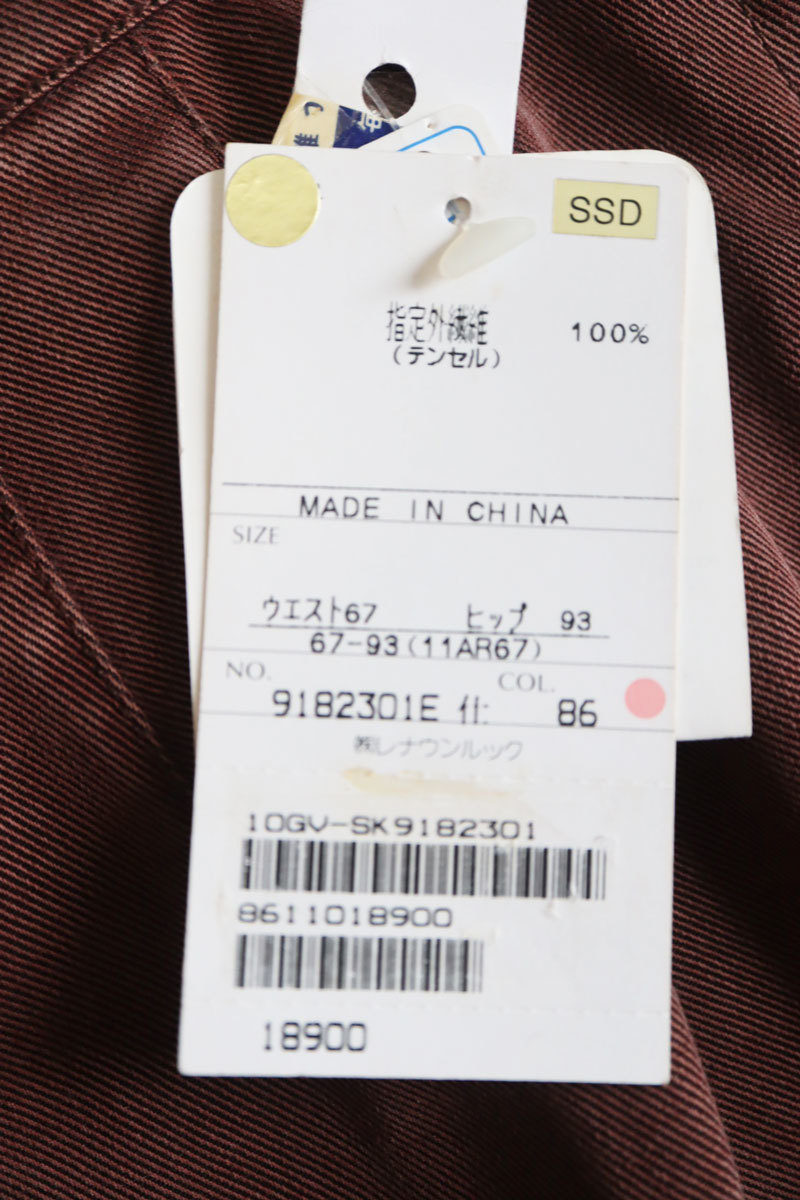 SSD
指定外繊維 100%
(テンセル)
MADE IN CHINA
SIZE
ウエスト67 ヒップ 93
67-93(11AR67)
NO. COL.
9182301E 仕: 86
㈱レナウンルック
10GV-SK9182301
8611018900
18900